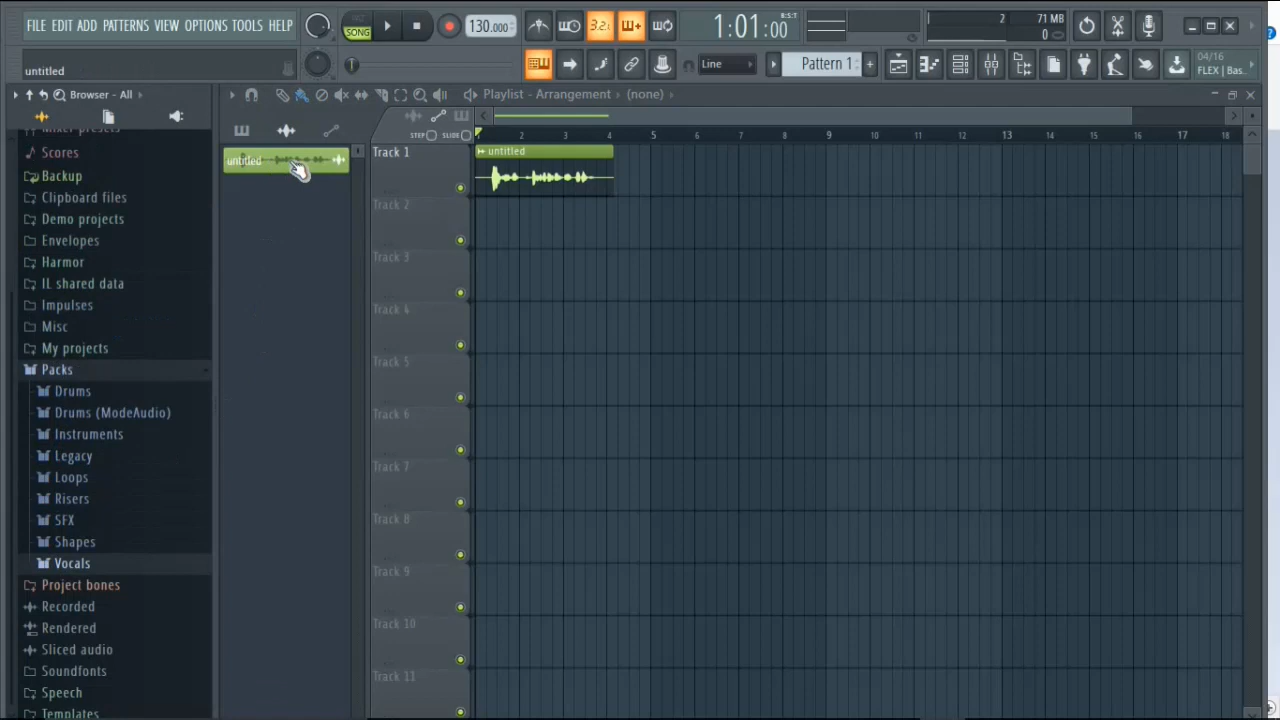 FILE EDIT ADD PATTERNS VIEW OPTIONS TOOLS HELP
SONG
130.000
3.2.
1:01:00
B:S:T
2
71 MB
0
untitled
Line
Pattern 1
04/16
FLEX | Bas..
Browser - All
Playlist - Arrangement
(none)
STEP
SLIDE
2 3 4 5 6 7 8 9 10 11 12 13 14 15 16 17 18
Scores
Backup
Clipboard files
Demo projects
Envelopes
Harmor
IL shared data
Impulses
Misc
My projects
Packs
Drums
Drums (ModeAudio)
Instruments
Legacy
Loops
Risers
SFX
Shapes
Vocals
Project bones
Recorded
Rendered
Sliced audio
Soundfonts
Speech
Templates
untitled
Track 1
untitled
Track 2
Track 3
Track 4
Track 5
Track 6
Track 7
Track 8
Track 9
Track 10
Track 11